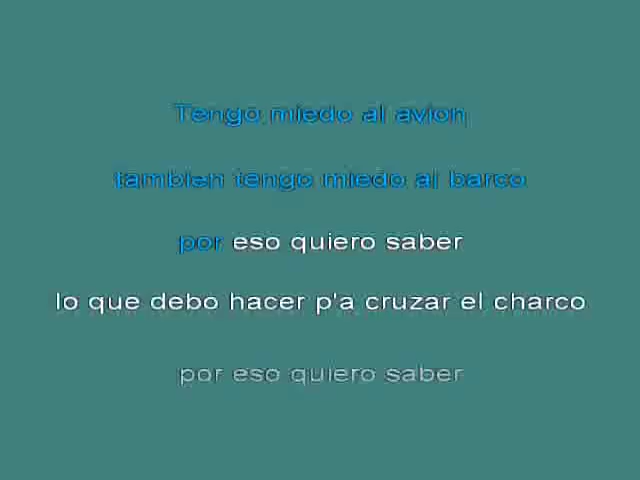 Tengo miedo al avion
tambien tengo miedo al barco
por eso quiero saber
lo que debo hacer p'a cruzar el charco
por eso quiero saber